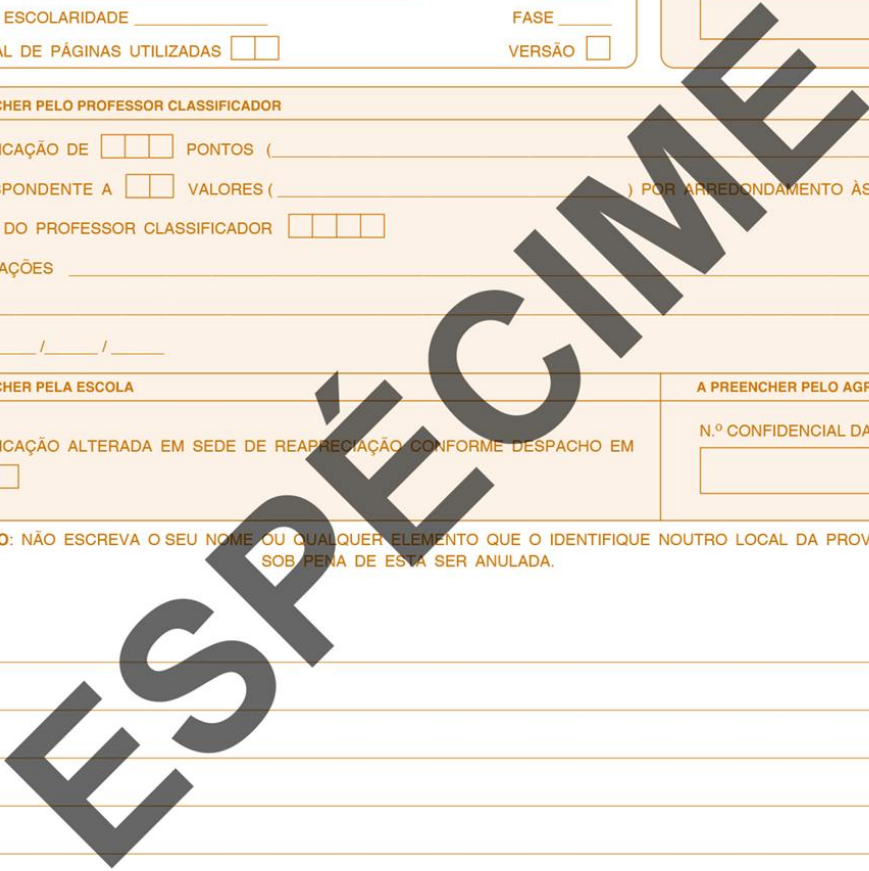 ESCOLARIDADE FASE
AL DE PÁGINAS UTILIZADAS VERSÃO
CHER PELO PROFESSOR CLASSIFICADOR
ICAÇÃO DE PONTOS (
SPONDENTE A VALORES ( ) POR ARREDONDAMENTO ÀS
DO PROFESSOR CLASSIFICADOR
AÇÕES
/ /
CHER PELA ESCOLA A PREENCHER PELO AGR
N.º CONFIDENCIAL DA
ICAÇÃO ALTERADA EM SEDE DE REAPRECIAÇÃO CONFORME DESPACHO EM
O: NÃO ESCREVA O SEU NOME OU QUALQUER ELEMENTO QUE O IDENTIFIQUE NOUTRO LOCAL DA PROV
SOB PENA DE ESTA SER ANULADA.
ESPÉCIME